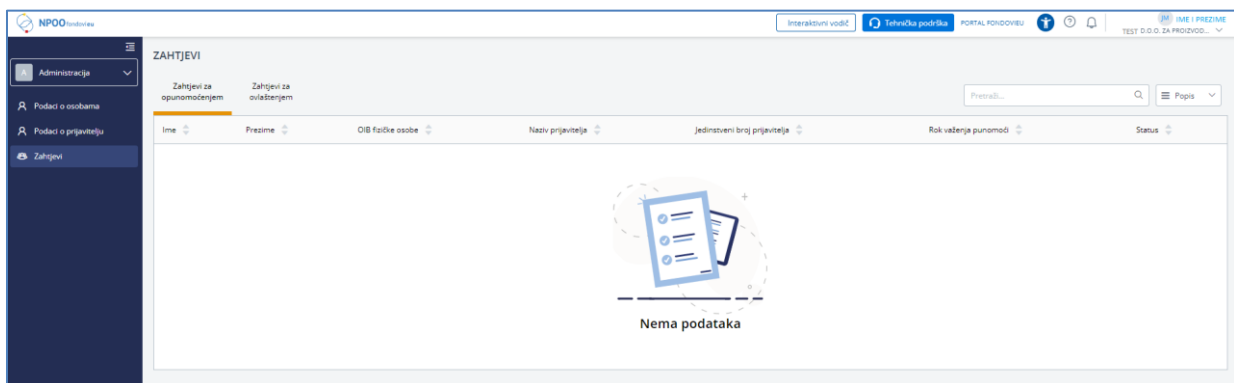 NPOO fondovieu
Interaktivni vodič
Tehnička podrška
PORTAL FONDOVIEU
JM IME I PREZIME
TEST D.O.O. ZA PROIZVOD...
A Administracija
Podaci o osobama
Podaci o prijavitelju
Zahtjevi
ZAHTJEVI
Zahtjevi za
opunomoćenjem
Zahtjevi za
ovlaštenjem
Pretraži...
Popis
Ime Prezime OIB fizičke osobe Naziv prijavitelja Jedinstveni broj prijavitelja Rok važenja punomoći Status
Nema podataka